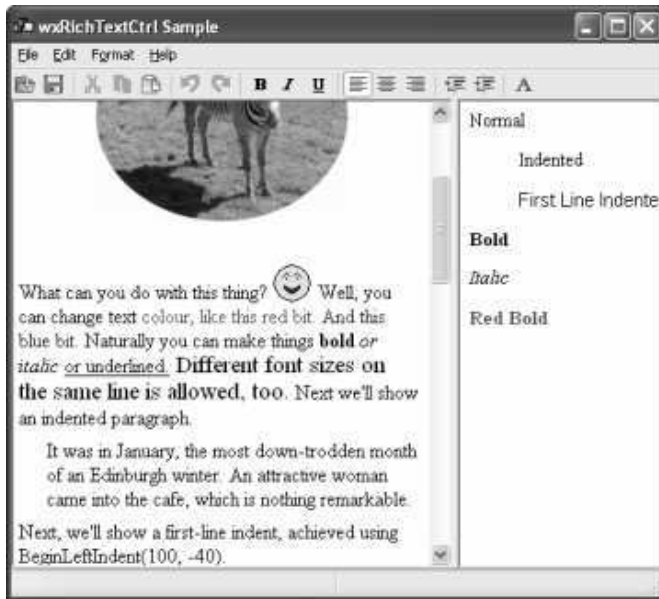 wxRichTextCtrl Sample
File Edit Format Help
B I U A
What can you do with this thing? Well, you
can change text colour, like this red bit. And this
blue bit. Naturally you can make things bold or
italic or underlined. Different font sizes on
the same line is allowed, too. Next we'll show
an indented paragraph.
It was in January, the most down-trodden month
of an Edinburgh winter. An attractive woman
came into the cafe, which is nothing remarkable.
Next, we'll show a first-line indent, achieved using
BeginLeftIndent(100, -40).
Normal
Indented
First Line Indente
Bold
Italic
Red Bold